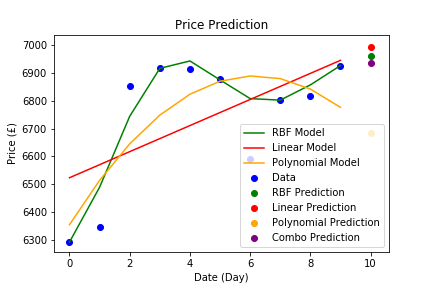 Price Prediction
7000
6900
6800
6700
6600
6500
6400
6300
Price (£)
RBF Model
Linear Model
Polynomial Model
Data
RBF Prediction
Linear Prediction
Polynomial Prediction
Combo Prediction
0 2 4 6 8 10
Date (Day)